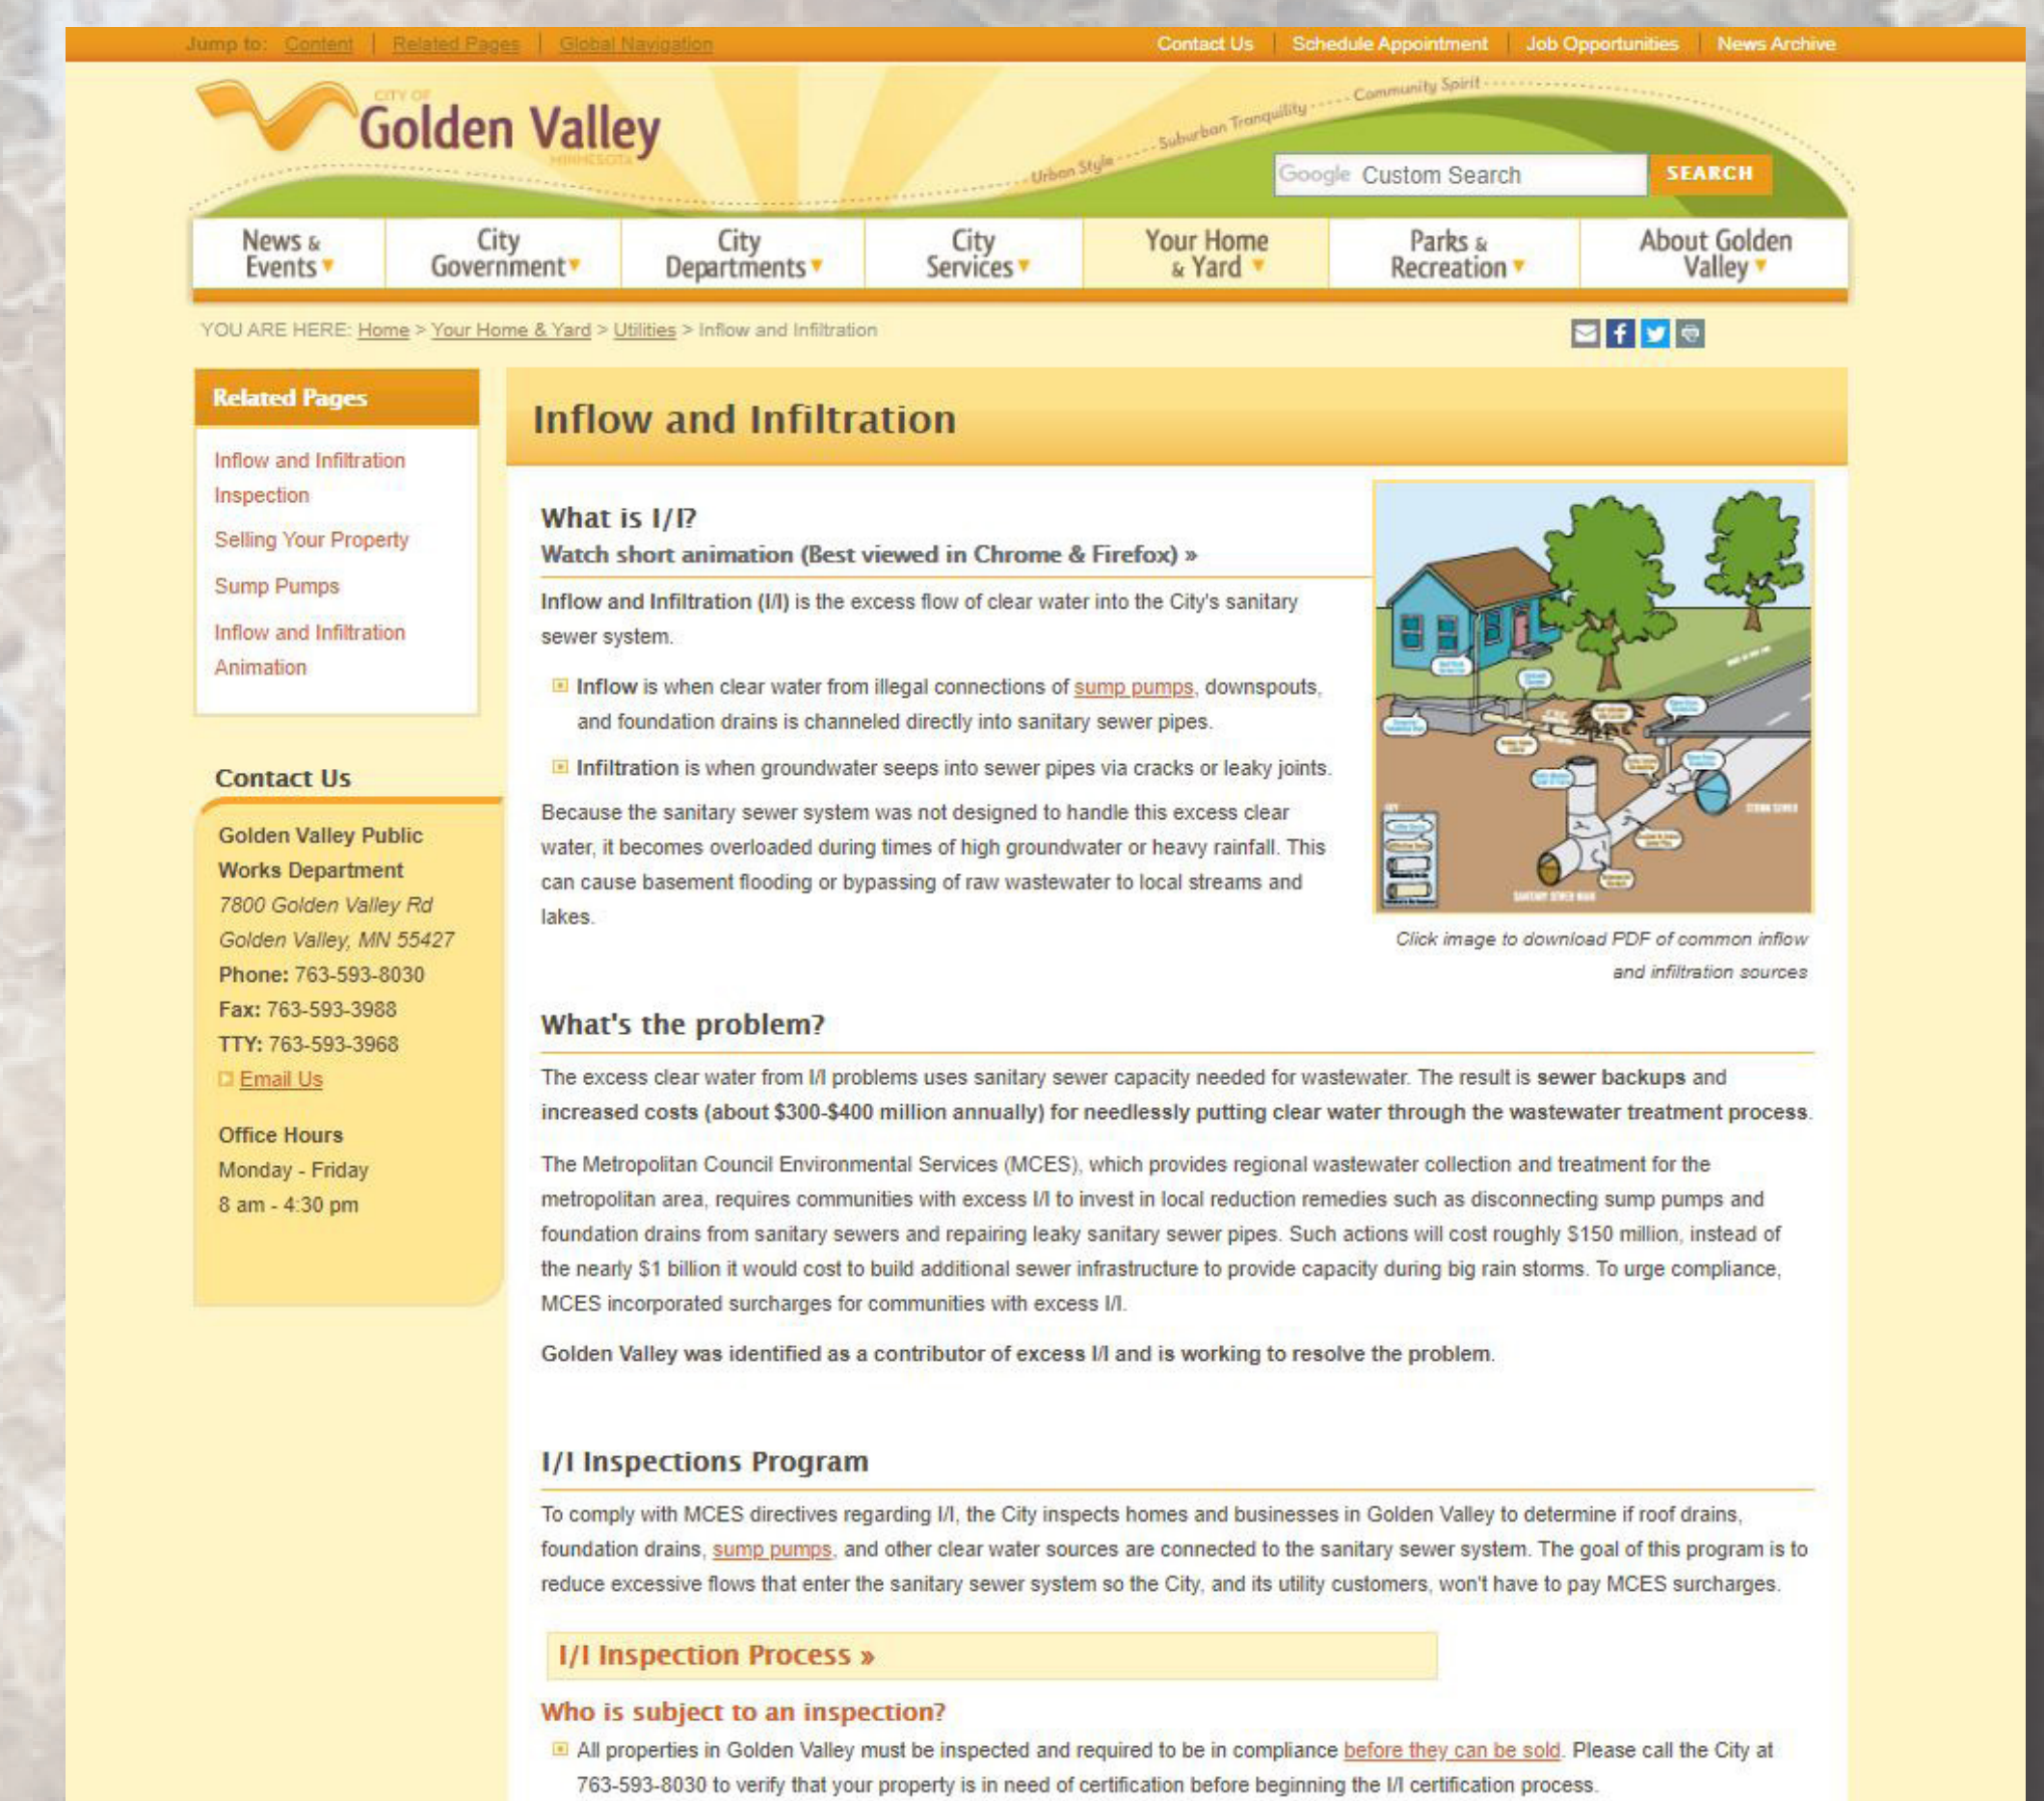 Jump to: Content | Related Pages | Global Navigation
Contact Us | Schedule Appointment | Job Opportunities | News Archive
CITY OF
Golden Valley
MINNESOTA
Urban Style Suburban Tranquility Community Spirit
Google Custom Search SEARCH
News & Events
City Government
City Departments
City Services
Your Home & Yard
Parks & Recreation
About Golden Valley
YOU ARE HERE: Home > Your Home & Yard > Utilities > Inflow and Infiltration
Related Pages
Inflow and Infiltration
Inspection
Selling Your Property
Sump Pumps
Inflow and Infiltration
Animation
Contact Us
Golden Valley Public
Works Department
7800 Golden Valley Rd
Golden Valley, MN 55427
Phone: 763-593-8030
Fax: 763-593-3988
TTY: 763-593-3968
Email Us
Office Hours
Monday - Friday
8 am - 4:30 pm
Inflow and Infiltration
What is I/I?
Watch short animation (Best viewed in Chrome & Firefox) »
Inflow and Infiltration (I/I) is the excess flow of clear water into the City's sanitary
sewer system.
Inflow is when clear water from illegal connections of sump pumps, downspouts,
and foundation drains is channeled directly into sanitary sewer pipes.
Infiltration is when groundwater seeps into sewer pipes via cracks or leaky joints.
Because the sanitary sewer system was not designed to handle this excess clear
water, it becomes overloaded during times of high groundwater or heavy rainfall. This
can cause basement flooding or bypassing of raw wastewater to local streams and
lakes.
KEY
STORM SEWER
SANITARY SEWER MAIN
Click image to download PDF of common inflow
and infiltration sources
What's the problem?
The excess clear water from I/I problems uses sanitary sewer capacity needed for wastewater. The result is sewer backups and
increased costs (about $300-$400 million annually) for needlessly putting clear water through the wastewater treatment process.
The Metropolitan Council Environmental Services (MCES), which provides regional wastewater collection and treatment for the
metropolitan area, requires communities with excess I/I to invest in local reduction remedies such as disconnecting sump pumps and
foundation drains from sanitary sewers and repairing leaky sanitary sewer pipes. Such actions will cost roughly $150 million, instead of
the nearly $1 billion it would cost to build additional sewer infrastructure to provide capacity during big rain storms. To urge compliance,
MCES incorporated surcharges for communities with excess I/I.
Golden Valley was identified as a contributor of excess I/I and is working to resolve the problem.
I/I Inspections Program
To comply with MCES directives regarding I/I, the City inspects homes and businesses in Golden Valley to determine if roof drains,
foundation drains, sump pumps, and other clear water sources are connected to the sanitary sewer system. The goal of this program is to
reduce excessive flows that enter the sanitary sewer system so the City, and its utility customers, won't have to pay MCES surcharges.
I/I Inspection Process »
Who is subject to an inspection?
All properties in Golden Valley must be inspected and required to be in compliance before they can be sold. Please call the City at
763-593-8030 to verify that your property is in need of certification before beginning the I/I certification process.